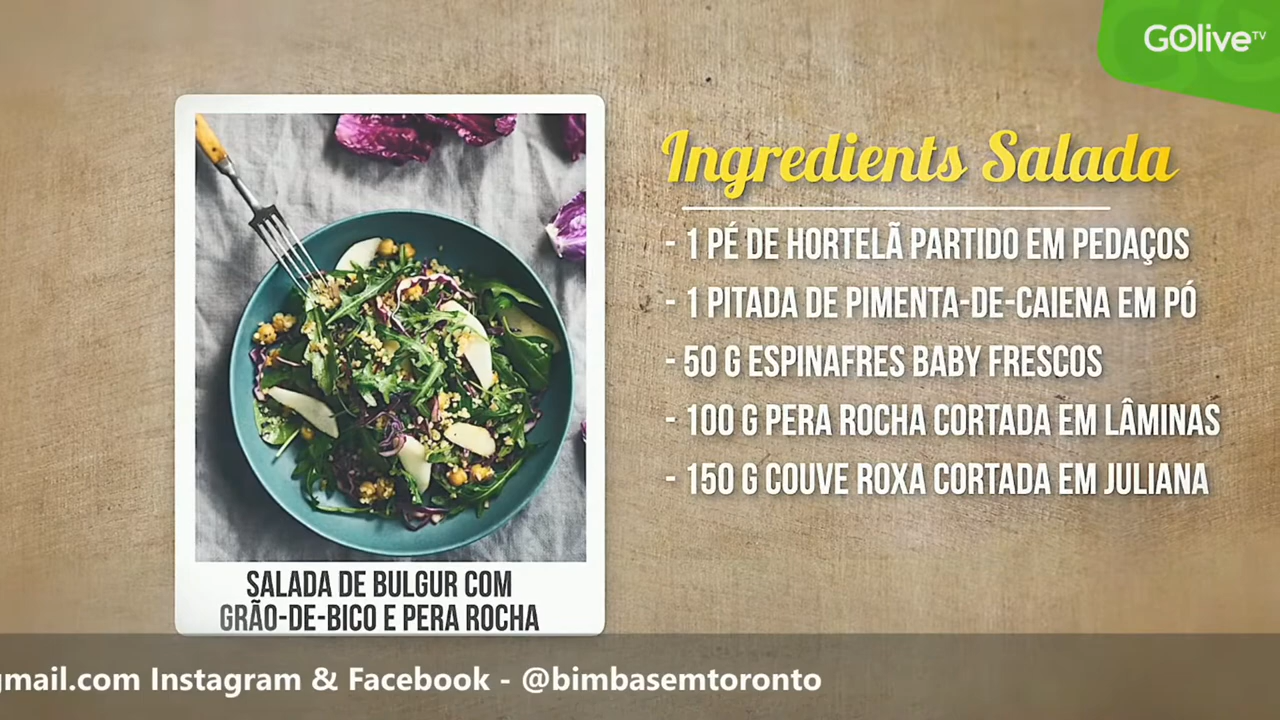 GOlive TV
Ingredients Salada
- 1 PÉ DE HORTELÃ PARTIDO EM PEDAÇOS
- 1 PITADA DE PIMENTA-DE-CAIENA EM PÓ
- 50 G ESPINAFRES BABY FRESCOS
- 100 G PERA ROCHA CORTADA EM LÂMINAS
- 150 G COUVE ROXA CORTADA EM JULIANA
SALADA DE BULGUR COM
GRÃO-DE-BICO E PERA ROCHA
gmail.com Instagram & Facebook - @bimbasemtoronto